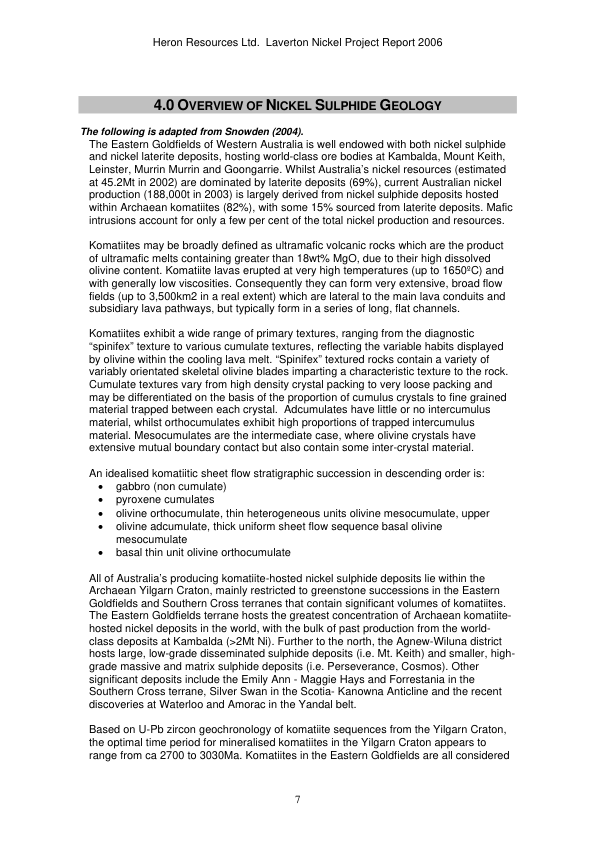 Heron Resources Ltd.  Laverton Nickel Project Report 2006
4.0 OVERVIEW OF NICKEL SULPHIDE GEOLOGY
The following is adapted from Snowden (2004).
The Eastern Goldfields of Western Australia is well endowed with both nickel sulphide
and nickel laterite deposits, hosting world-class ore bodies at Kambalda, Mount Keith,
Leinster, Murrin Murrin and Goongarrie. Whilst Australia's nickel resources (estimated
at 45.2Mt in 2002) are dominated by laterite deposits (69%), current Australian nickel
production (188,000t in 2003) is largely derived from nickel sulphide deposits hosted
within Archaean komatiites (82%), with some 15% sourced from laterite deposits. Mafic
intrusions account for only a few per cent of the total nickel production and resources.
Komatiites may be broadly defined as ultramafic volcanic rocks which are the product
of ultramafic melts containing greater than 18wt% MgO, due to their high dissolved
olivine content. Komatiite lavas erupted at very high temperatures (up to 1650ºC) and
with generally low viscosities. Consequently they can form very extensive, broad flow
fields (up to 3,500km2 in a real extent) which are lateral to the main lava conduits and
subsidiary lava pathways, but typically form in a series of long, flat channels.
Komatiites exhibit a wide range of primary textures, ranging from the diagnostic
“spinifex” texture to various cumulate textures, reflecting the variable habits displayed
by olivine within the cooling lava melt. “Spinifex” textured rocks contain a variety of
variably orientated skeletal olivine blades imparting a characteristic texture to the rock.
Cumulate textures vary from high density crystal packing to very loose packing and
may be differentiated on the basis of the proportion of cumulus crystals to fine grained
material trapped between each crystal.  Adcumulates have little or no intercumulus
material, whilst orthocumulates exhibit high proportions of trapped intercumulus
material. Mesocumulates are the intermediate case, where olivine crystals have
extensive mutual boundary contact but also contain some inter-crystal material.
An idealised komatiitic sheet flow stratigraphic succession in descending order is:
• gabbro (non cumulate)
• pyroxene cumulates
• olivine orthocumulate, thin heterogeneous units olivine mesocumulate, upper
• olivine adcumulate, thick uniform sheet flow sequence basal olivine
mesocumulate
• basal thin unit olivine orthocumulate
All of Australia's producing komatiite-hosted nickel sulphide deposits lie within the
Archaean Yilgarn Craton, mainly restricted to greenstone successions in the Eastern
Goldfields and Southern Cross terranes that contain significant volumes of komatiites.
The Eastern Goldfields terrane hosts the greatest concentration of Archaean komatiite-
hosted nickel deposits in the world, with the bulk of past production from the world-
class deposits at Kambalda (>2Mt Ni). Further to the north, the Agnew-Wiluna district
hosts large, low-grade disseminated sulphide deposits (i.e. Mt. Keith) and smaller, high-
grade massive and matrix sulphide deposits (i.e. Perseverance, Cosmos). Other
significant deposits include the Emily Ann - Maggie Hays and Forrestania in the
Southern Cross terrane, Silver Swan in the Scotia- Kanowna Anticline and the recent
discoveries at Waterloo and Amorac in the Yandal belt.
Based on U-Pb zircon geochronology of komatiite sequences from the Yilgarn Craton,
the optimal time period for mineralised komatiites in the Yilgarn Craton appears to
range from ca 2700 to 3030Ma. Komatiites in the Eastern Goldfields are all considered
7